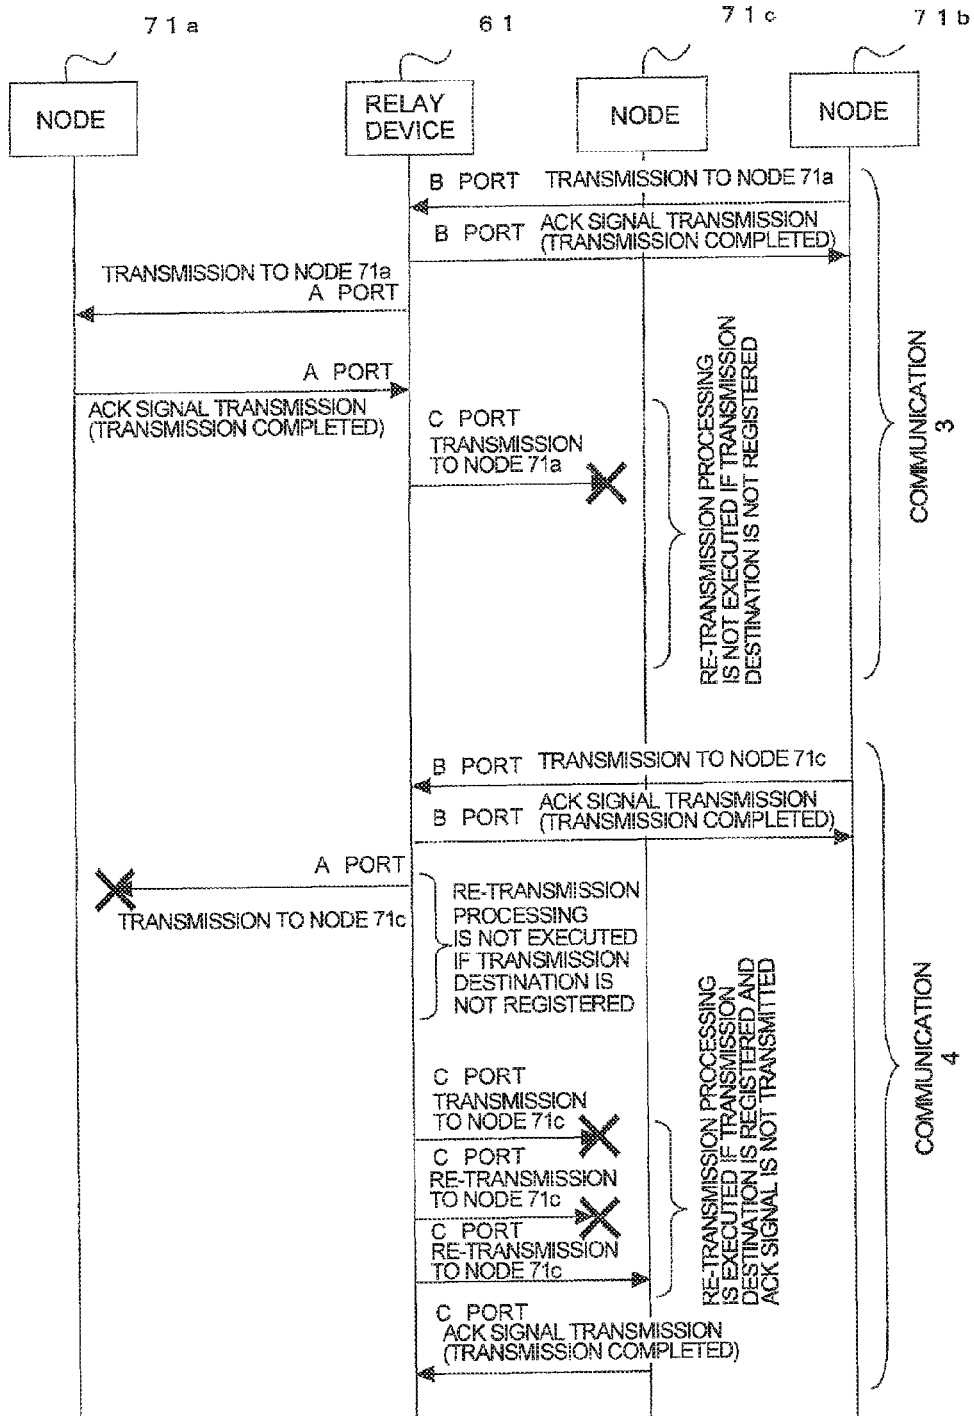 71a
61
71c
71b
NODE
RELAY
DEVICE
NODE
NODE
B PORT TRANSMISSION TO NODE 71a
B PORT ACK SIGNAL TRANSMISSION
(TRANSMISSION COMPLETED)
TRANSMISSION TO NODE 71a
A PORT
A PORT
ACK SIGNAL TRANSMISSION
(TRANSMISSION COMPLETED)
C PORT
TRANSMISSION
TO NODE 71a
RE-TRANSMISSION PROCESSING
IS NOT EXECUTED IF TRANSMISSION
DESTINATION IS NOT REGISTERED
COMMUNICATION
3
B PORT TRANSMISSION TO NODE 71c
B PORT ACK SIGNAL TRANSMISSION
(TRANSMISSION COMPLETED)
A PORT
TRANSMISSION TO NODE 71c
RE-TRANSMISSION
PROCESSING
IS NOT EXECUTED
IF TRANSMISSION
DESTINATION IS
NOT REGISTERED
C PORT
TRANSMISSION
TO NODE 71c
C PORT
RE-TRANSMISSION
TO NODE 71c
C PORT
RE-TRANSMISSION
TO NODE 71c
RE-TRANSMISSION PROCESSING
IS EXECUTED IF TRANSMISSION
DESTINATION IS REGISTERED AND
ACK SIGNAL IS NOT TRANSMITTED
C PORT
ACK SIGNAL TRANSMISSION
(TRANSMISSION COMPLETED)
COMMUNICATION
4